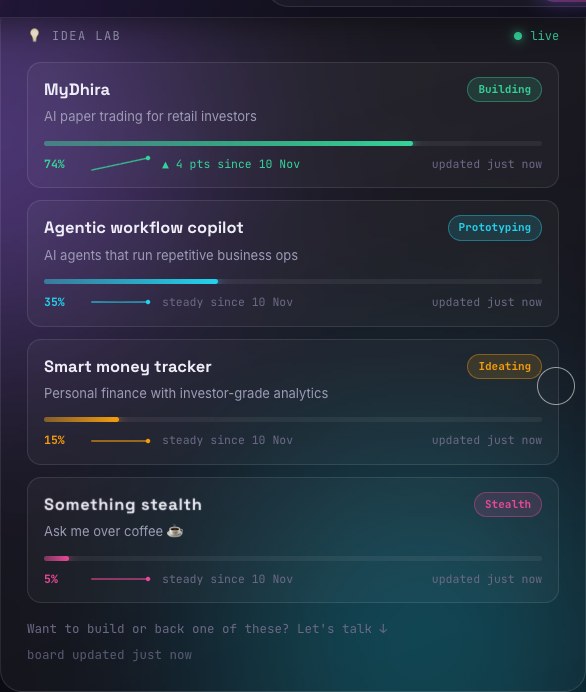 IDEA LAB
live
MyDhira
Building
AI paper trading for retail investors
74%
▲ 4 pts since 10 Nov
updated just now
Agentic workflow copilot
Prototyping
AI agents that run repetitive business ops
35%
steady since 10 Nov
updated just now
Smart money tracker
Ideating
Personal finance with investor-grade analytics
15%
steady since 10 Nov
updated just now
Something stealth
Stealth
Ask me over coffee ☕
5%
steady since 10 Nov
updated just now
Want to build or back one of these? Let's talk ↓
board updated just now